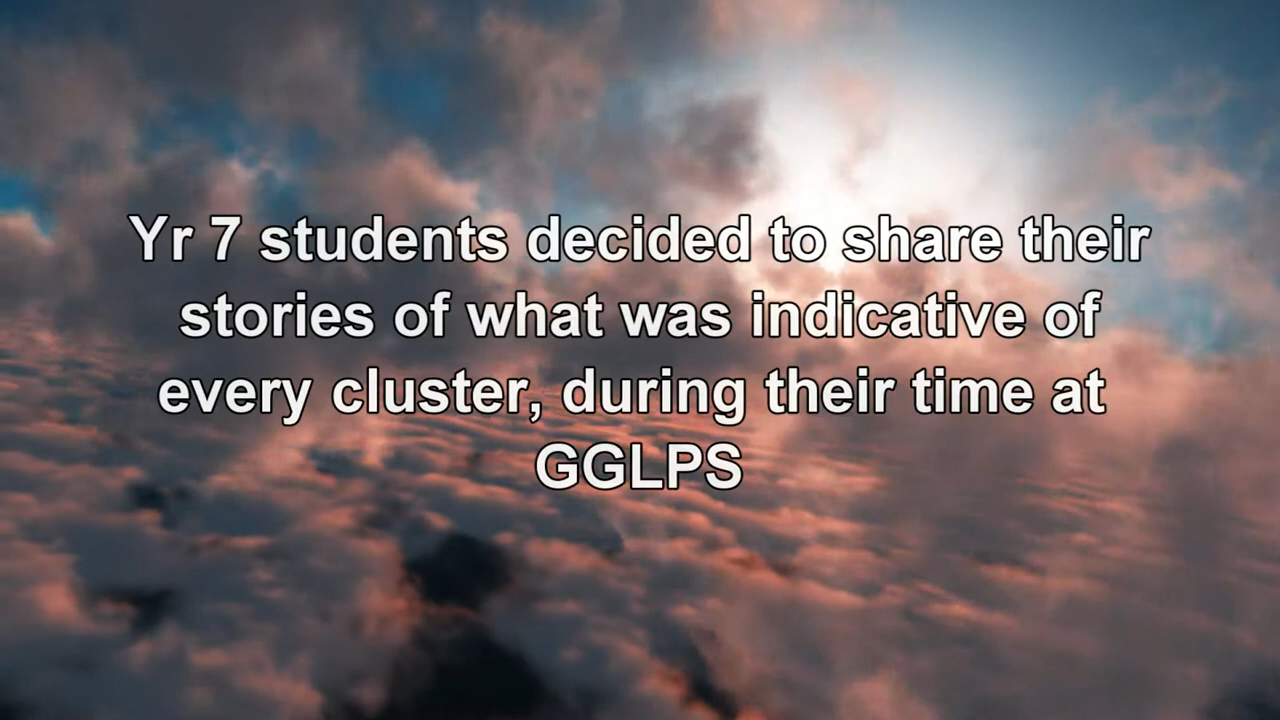 Yr 7 students decided to share their
stories of what was indicative of
every cluster, during their time at
GGLPS